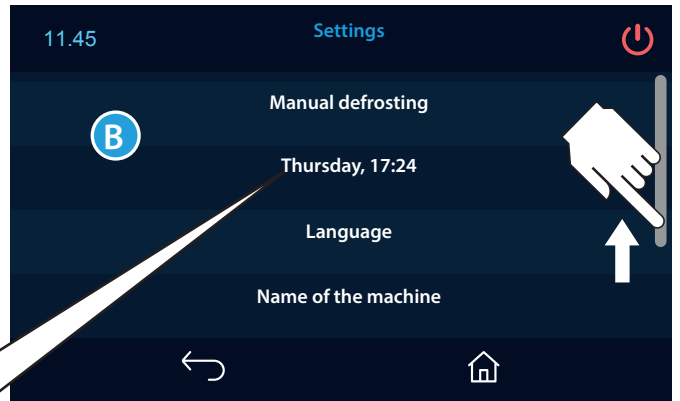 11.45
Settings
Manual defrosting
B
Thursday, 17:24
Language
Name of the machine